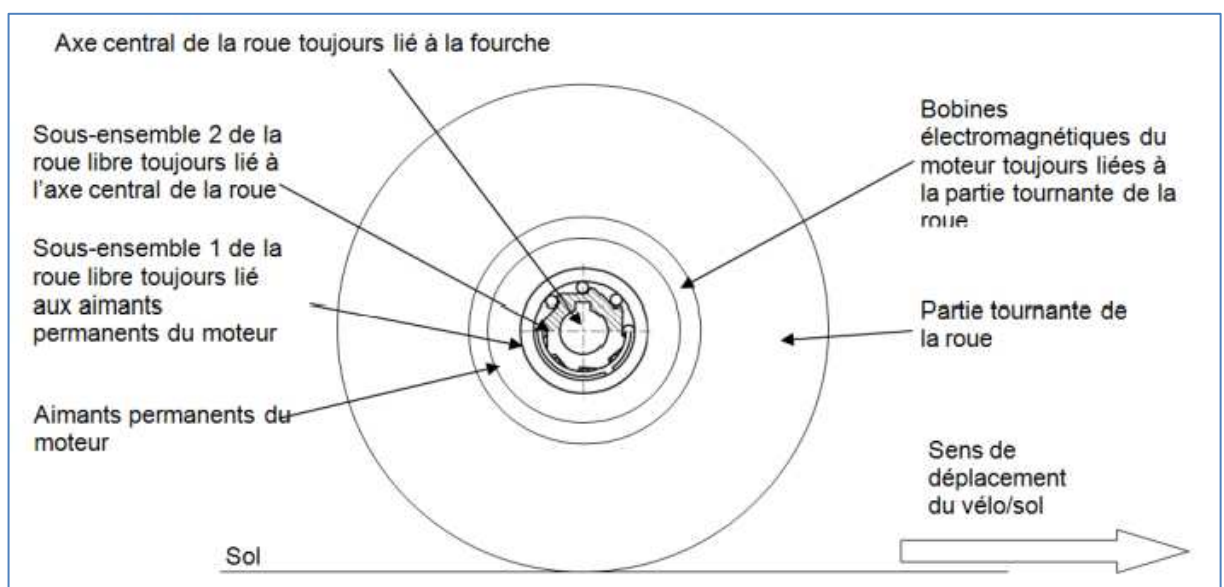 Axe central de la roue toujours lié à la fourche
Sous-ensemble 2 de la
roue libre toujours lié à
l'axe central de la roue
Sous-ensemble 1 de la
roue libre toujours lié
aux aimants
permanents du moteur
Aimants permanents du
moteur
Bobines
électromagnétiques du
moteur toujours liées à
la partie tournante de la
roue
Partie tournante de
la roue
Sens de
déplacement
du vélo/sol
Sol